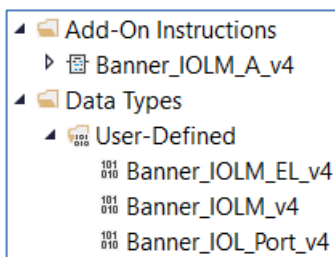 Add-On Instructions
Banner_IOLM_A_v4
Data Types
User-Defined
Banner_IOLM_EL_v4
Banner_IOLM_v4
Banner_IOL_Port_v4